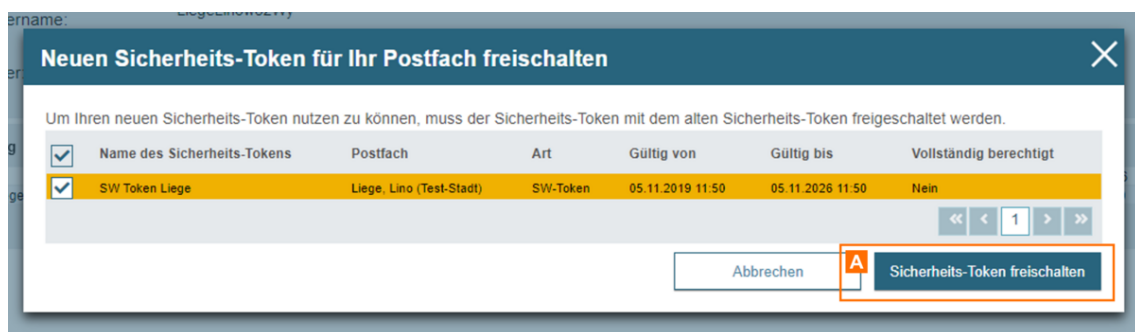 ername:
Neuen Sicherheits-Token für Ihr Postfach freischalten
Um Ihren neuen Sicherheits-Token nutzen zu können, muss der Sicherheits-Token mit dem alten Sicherheits-Token freigeschaltet werden.
Name des Sicherheits-Tokens Postfach Art Gültig von Gültig bis Vollständig berechtigt
SW Token Liege Liege, Lino (Test-Stadt) SW-Token 05.11.2019 11:50 05.11.2026 11:50 Nein
« < 1 > »
Abbrechen A Sicherheits-Token freischalten